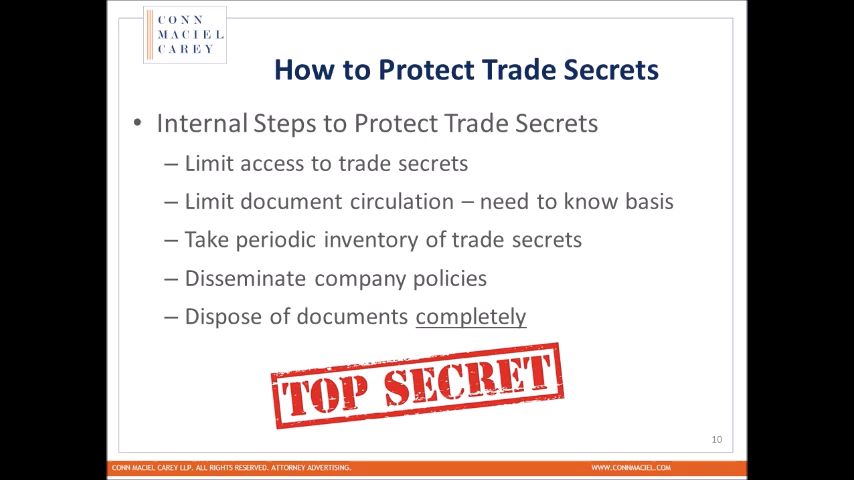 CONN
MACIEL
CAREY
How to Protect Trade Secrets
• Internal Steps to Protect Trade Secrets
– Limit access to trade secrets
– Limit document circulation – need to know basis
– Take periodic inventory of trade secrets
– Disseminate company policies
– Dispose of documents completely
TOP SECRET
10
CONN MACIEL CAREY LLP. ALL RIGHTS RESERVED. ATTORNEY ADVERTISING.
WWW.CONNMACIEL.COM